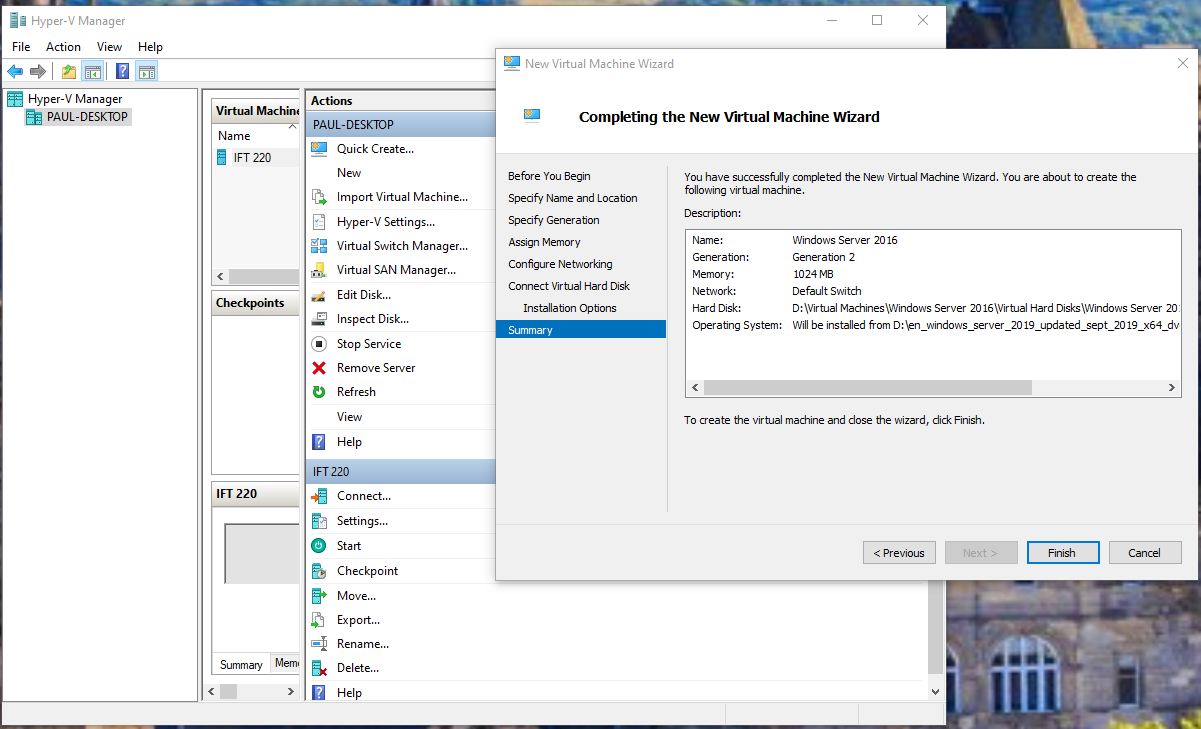 Hyper-V Manager
File Action View Help
Hyper-V Manager
PAUL-DESKTOP
Virtual Machine
Name
IFT 220
Checkpoints
IFT 220
Summary Memo
Actions
PAUL-DESKTOP
Quick Create...
New
Import Virtual Machine...
Hyper-V Settings...
Virtual Switch Manager...
Virtual SAN Manager...
Edit Disk...
Inspect Disk...
Stop Service
Remove Server
Refresh
View
Help
IFT 220
Connect...
Settings...
Start
Checkpoint
Move...
Export...
Rename...
Delete...
Help
New Virtual Machine Wizard
Completing the New Virtual Machine Wizard
Before You Begin
Specify Name and Location
Specify Generation
Assign Memory
Configure Networking
Connect Virtual Hard Disk
Installation Options
Summary
You have successfully completed the New Virtual Machine Wizard. You are about to create the
following virtual machine.
Description:
Name: Windows Server 2016
Generation: Generation 2
Memory: 1024 MB
Network: Default Switch
Hard Disk: D:\Virtual Machines\Windows Server 2016\Virtual Hard Disks\Windows Server 201
Operating System: Will be installed from D:\en_windows_server_2019_updated_sept_2019_x64_dv
To create the virtual machine and close the wizard, click Finish.
< Previous Next > Finish Cancel